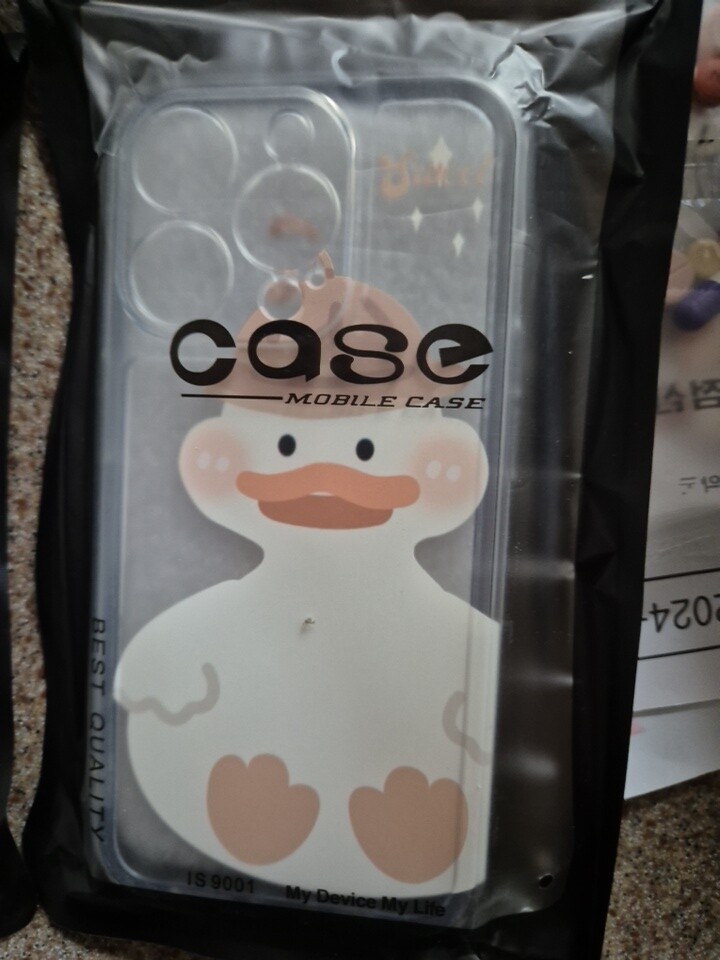 case
MOBILE CASE
BEST QUALITY
IS 9001 My Device My Life
2024-